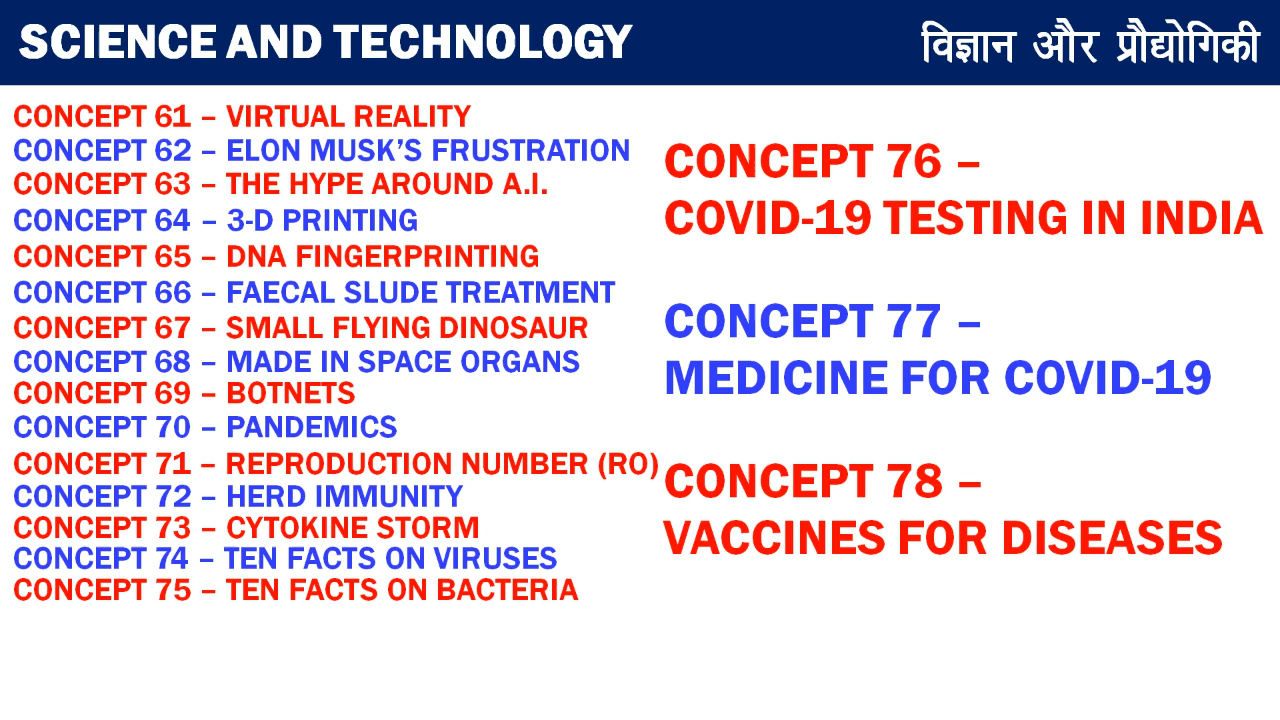 SCIENCE AND TECHNOLOGY
विज्ञान और प्रौद्योगिकी
CONCEPT 61 – VIRTUAL REALITY
CONCEPT 62 – ELON MUSK’S FRUSTRATION
CONCEPT 63 – THE HYPE AROUND A.I.
CONCEPT 64 – 3-D PRINTING
CONCEPT 65 – DNA FINGERPRINTING
CONCEPT 66 – FAECAL SLUDE TREATMENT
CONCEPT 67 – SMALL FLYING DINOSAUR
CONCEPT 68 – MADE IN SPACE ORGANS
CONCEPT 69 – BOTNETS
CONCEPT 70 – PANDEMICS
CONCEPT 71 – REPRODUCTION NUMBER (RO)
CONCEPT 72 – HERD IMMUNITY
CONCEPT 73 – CYTOKINE STORM
CONCEPT 74 – TEN FACTS ON VIRUSES
CONCEPT 75 – TEN FACTS ON BACTERIA
CONCEPT 76 –
COVID-19 TESTING IN INDIA
CONCEPT 77 –
MEDICINE FOR COVID-19
CONCEPT 78 –
VACCINES FOR DISEASES